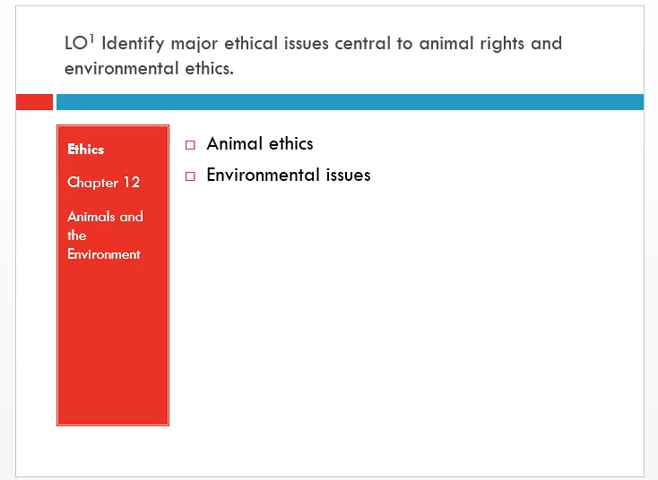 LO¹ Identify major ethical issues central to animal rights and
environmental ethics.
Ethics
Chapter 12
Animals and
the
Environment
Animal ethics
Environmental issues